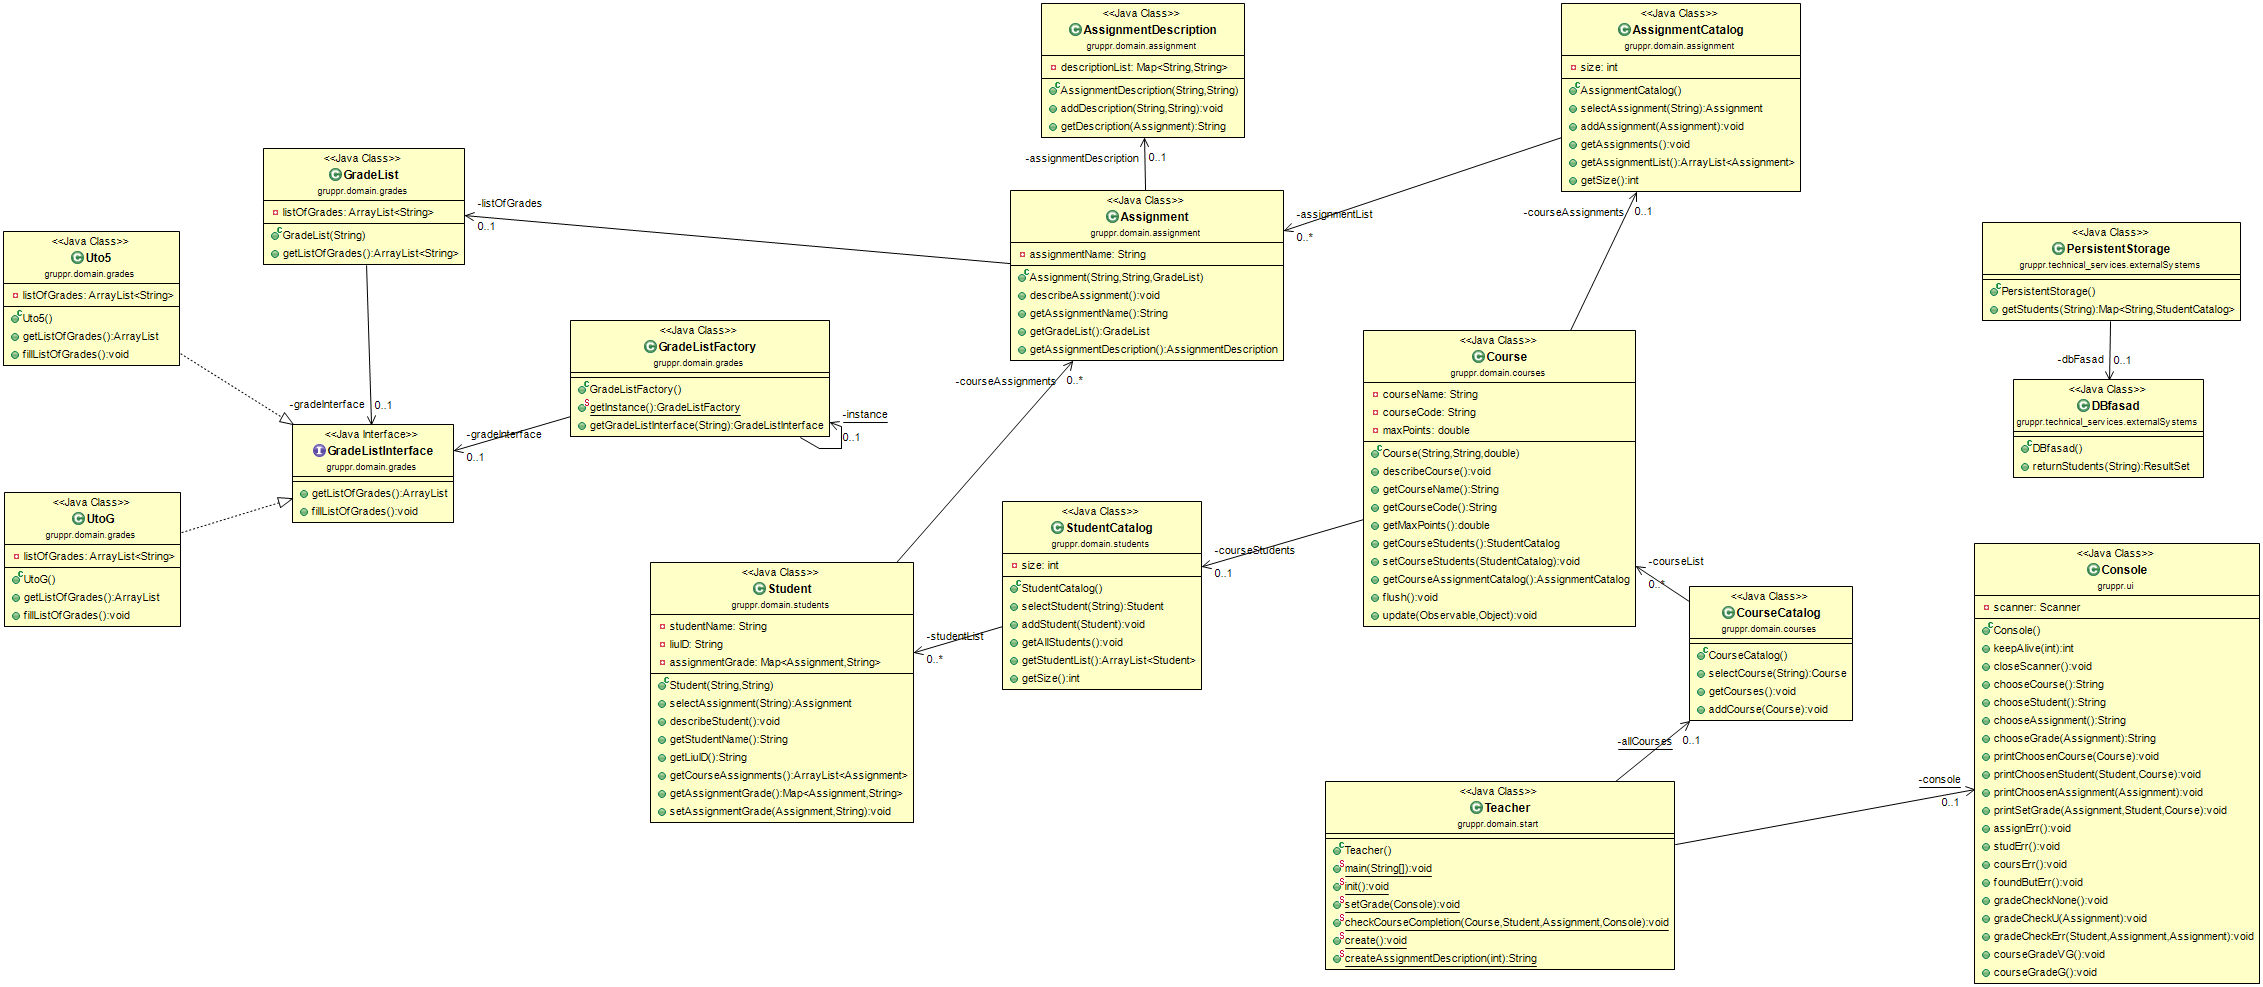 <<Java Class>>
AssignmentDescription
gruppr.domain.assignment
descriptionList: Map<String,String>
AssignmentDescription(String,String)
addDescription(String,String):void
getDescription(Assignment):String
<<Java Class>>
AssignmentCatalog
gruppr.domain.assignment
size: int
AssignmentCatalog()
selectAssignment(String):Assignment
addAssignment(Assignment):void
getAssignments():void
getAssignmentList():ArrayList<Assignment>
getSize():int
-assignmentDescription
0..1
<<Java Class>>
GradeList
gruppr.domain.grades
listOfGrades: ArrayList<String>
GradeList(String)
getListOfGrades():ArrayList<String>
-listOfGrades
0..1
<<Java Class>>
Assignment
gruppr.domain.assignment
assignmentName: String
Assignment(String,String,GradeList)
describeAssignment():void
getAssignmentName():String
getGradeList():GradeList
getAssignmentDescription():AssignmentDescription
-assignmentList
0..*
-courseAssignments
0..1
<<Java Class>>
Uto5
gruppr.domain.grades
listOfGrades: ArrayList<String>
Uto5()
getListOfGrades():ArrayList
fillListOfGrades():void
<<Java Class>>
PersistentStorage
gruppr.technical_services.externalSystems
PersistentStorage()
getStudents(String):Map<String,StudentCatalog>
-dbFasad
0..1
<<Java Class>>
DBfasad
gruppr.technical_services.externalSystems
DBfasad()
returnStudents(String):ResultSet
<<Java Class>>
GradeListFactory
gruppr.domain.grades
GradeListFactory()
getInstance():GradeListFactory
getGradeListInterface(String):GradeListInterface
-instance
0..1
-gradeInterface
0..1
-gradeInterface
0..1
<<Java Interface>>
GradeListInterface
gruppr.domain.grades
getListOfGrades():ArrayList
fillListOfGrades():void
-courseAssignments
0..*
<<Java Class>>
Course
gruppr.domain.courses
courseName: String
courseCode: String
maxPoints: double
Course(String,String,double)
describeCourse():void
getCourseName():String
getCourseCode():String
getMaxPoints():double
getCourseStudents():StudentCatalog
setCourseStudents(StudentCatalog):void
getCourseAssignmentCatalog():AssignmentCatalog
flush():void
update(Observable,Object):void
<<Java Class>>
UtoG
gruppr.domain.grades
listOfGrades: ArrayList<String>
UtoG()
getListOfGrades():ArrayList
fillListOfGrades():void
<<Java Class>>
StudentCatalog
gruppr.domain.students
size: int
StudentCatalog()
selectStudent(String):Student
addStudent(Student):void
getAllStudents():void
getStudentList():ArrayList<Student>
getSize():int
-courseStudents
0..1
-courseList
0..*
<<Java Class>>
Student
gruppr.domain.students
studentName: String
liuID: String
assignmentGrade: Map<Assignment,String>
Student(String,String)
selectAssignment(String):Assignment
describeStudent():void
getStudentName():String
getLiuID():String
getCourseAssignments():ArrayList<Assignment>
getAssignmentGrade():Map<Assignment,String>
setAssignmentGrade(Assignment,String):void
-studentList
0..*
<<Java Class>>
CourseCatalog
gruppr.domain.courses
CourseCatalog()
selectCourse(String):Course
getCourses():void
addCourse(Course):void
-allCourses
0..1
<<Java Class>>
Teacher
gruppr.domain.start
Teacher()
main(String[]):void
init():void
setGrade(Console):void
checkCourseCompletion(Course,Student,Assignment,Console):void
create():void
createAssignmentDescription(int):String
-console
0..1
<<Java Class>>
Console
gruppr.ui
scanner: Scanner
Console()
keepAlive(int):int
closeScanner():void
chooseCourse():String
chooseStudent():String
chooseAssignment():String
chooseGrade(Assignment):String
printChoosenCourse(Course):void
printChoosenStudent(Student,Course):void
printChoosenAssignment(Assignment):void
printSetGrade(Assignment,Student,Course):void
assignErr():void
studErr():void
coursErr():void
foundButErr():void
gradeCheckNone():void
gradeCheckU(Assignment):void
gradeCheckErr(Student,Assignment,Assignment):void
courseGradeVG():void
courseGradeG():void